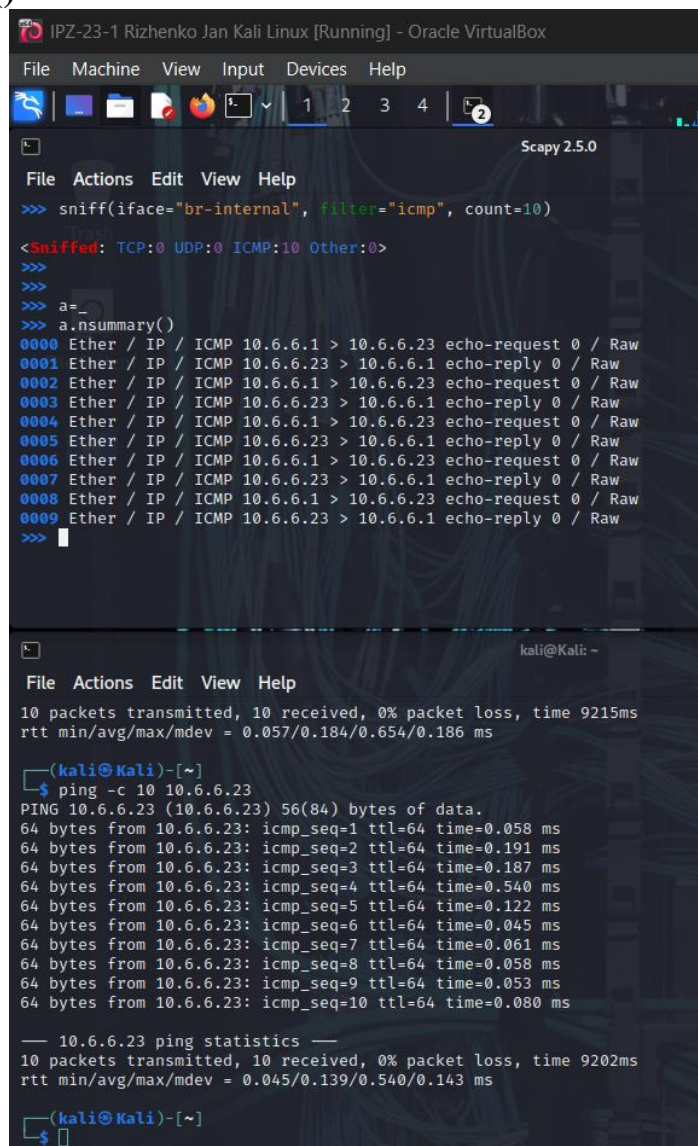 IPZ-23-1 Rizhenko Jan Kali Linux [Running] - Oracle VirtualBox
File Machine View Input Devices Help
1 2 3 4 2
Scapy 2.5.0
File Actions Edit View Help
>>> sniff(iface="br-internal", filter="icmp", count=10)
Trash
<Sniffed: TCP:0 UDP:0 ICMP:10 Other:0>
>>>
>>>
>>> a=_
>>> a.nsummary()
0000 Ether / IP / ICMP 10.6.6.1 > 10.6.6.23 echo-request 0 / Raw
0001 Ether / IP / ICMP 10.6.6.23 > 10.6.6.1 echo-reply 0 / Raw
0002 Ether / IP / ICMP 10.6.6.1 > 10.6.6.23 echo-request 0 / Raw
0003 Ether / IP / ICMP 10.6.6.23 > 10.6.6.1 echo-reply 0 / Raw
0004 Ether / IP / ICMP 10.6.6.1 > 10.6.6.23 echo-request 0 / Raw
0005 Ether / IP / ICMP 10.6.6.23 > 10.6.6.1 echo-reply 0 / Raw
0006 Ether / IP / ICMP 10.6.6.1 > 10.6.6.23 echo-request 0 / Raw
0007 Ether / IP / ICMP 10.6.6.23 > 10.6.6.1 echo-reply 0 / Raw
0008 Ether / IP / ICMP 10.6.6.1 > 10.6.6.23 echo-request 0 / Raw
0009 Ether / IP / ICMP 10.6.6.23 > 10.6.6.1 echo-reply 0 / Raw
>>>
kali@Kali: ~
File Actions Edit View Help
10 packets transmitted, 10 received, 0% packet loss, time 9215ms
rtt min/avg/max/mdev = 0.057/0.184/0.654/0.186 ms
┌──(kali㉿Kali)-[~]
└─$ ping -c 10 10.6.6.23
PING 10.6.6.23 (10.6.6.23) 56(84) bytes of data.
64 bytes from 10.6.6.23: icmp_seq=1 ttl=64 time=0.058 ms
64 bytes from 10.6.6.23: icmp_seq=2 ttl=64 time=0.191 ms
64 bytes from 10.6.6.23: icmp_seq=3 ttl=64 time=0.187 ms
64 bytes from 10.6.6.23: icmp_seq=4 ttl=64 time=0.540 ms
64 bytes from 10.6.6.23: icmp_seq=5 ttl=64 time=0.122 ms
64 bytes from 10.6.6.23: icmp_seq=6 ttl=64 time=0.045 ms
64 bytes from 10.6.6.23: icmp_seq=7 ttl=64 time=0.061 ms
64 bytes from 10.6.6.23: icmp_seq=8 ttl=64 time=0.058 ms
64 bytes from 10.6.6.23: icmp_seq=9 ttl=64 time=0.053 ms
64 bytes from 10.6.6.23: icmp_seq=10 ttl=64 time=0.080 ms
— 10.6.6.23 ping statistics —
10 packets transmitted, 10 received, 0% packet loss, time 9202ms
rtt min/avg/max/mdev = 0.045/0.139/0.540/0.143 ms
┌──(kali㉿Kali)-[~]
└─$